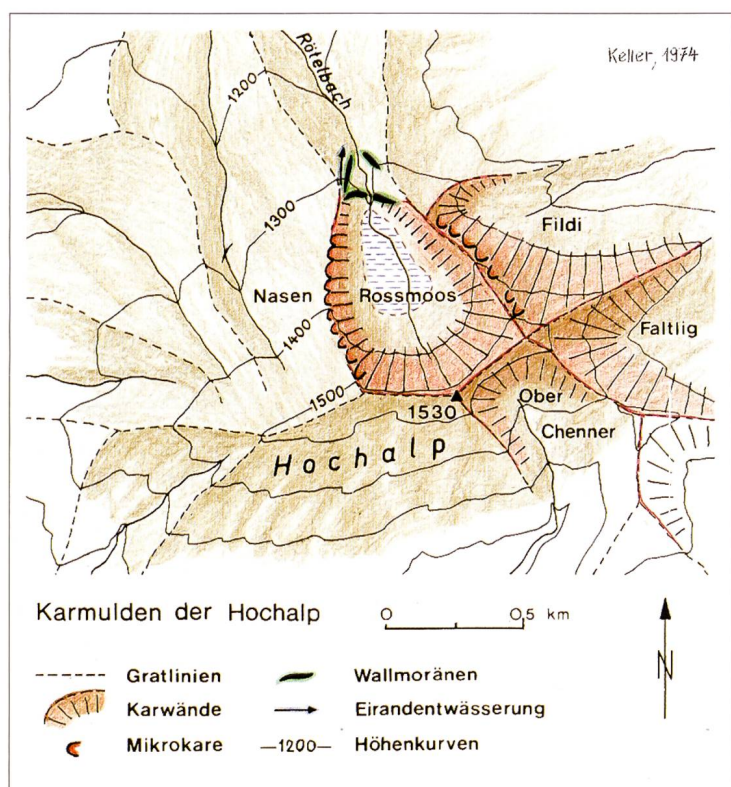 Keller, 1974
Rötelbach
1200
1300
Fildi
Nasen
Rossmoos
1400
Faltlig
1500
Ober
1530
Chenner
Hochalp
Karmulden der Hochalp
0 0,5 km
N
Gratlinien
Wallmoränen
Karwände
Eirandentwässerung
Mikrokare
—1200—
Höhenkurven